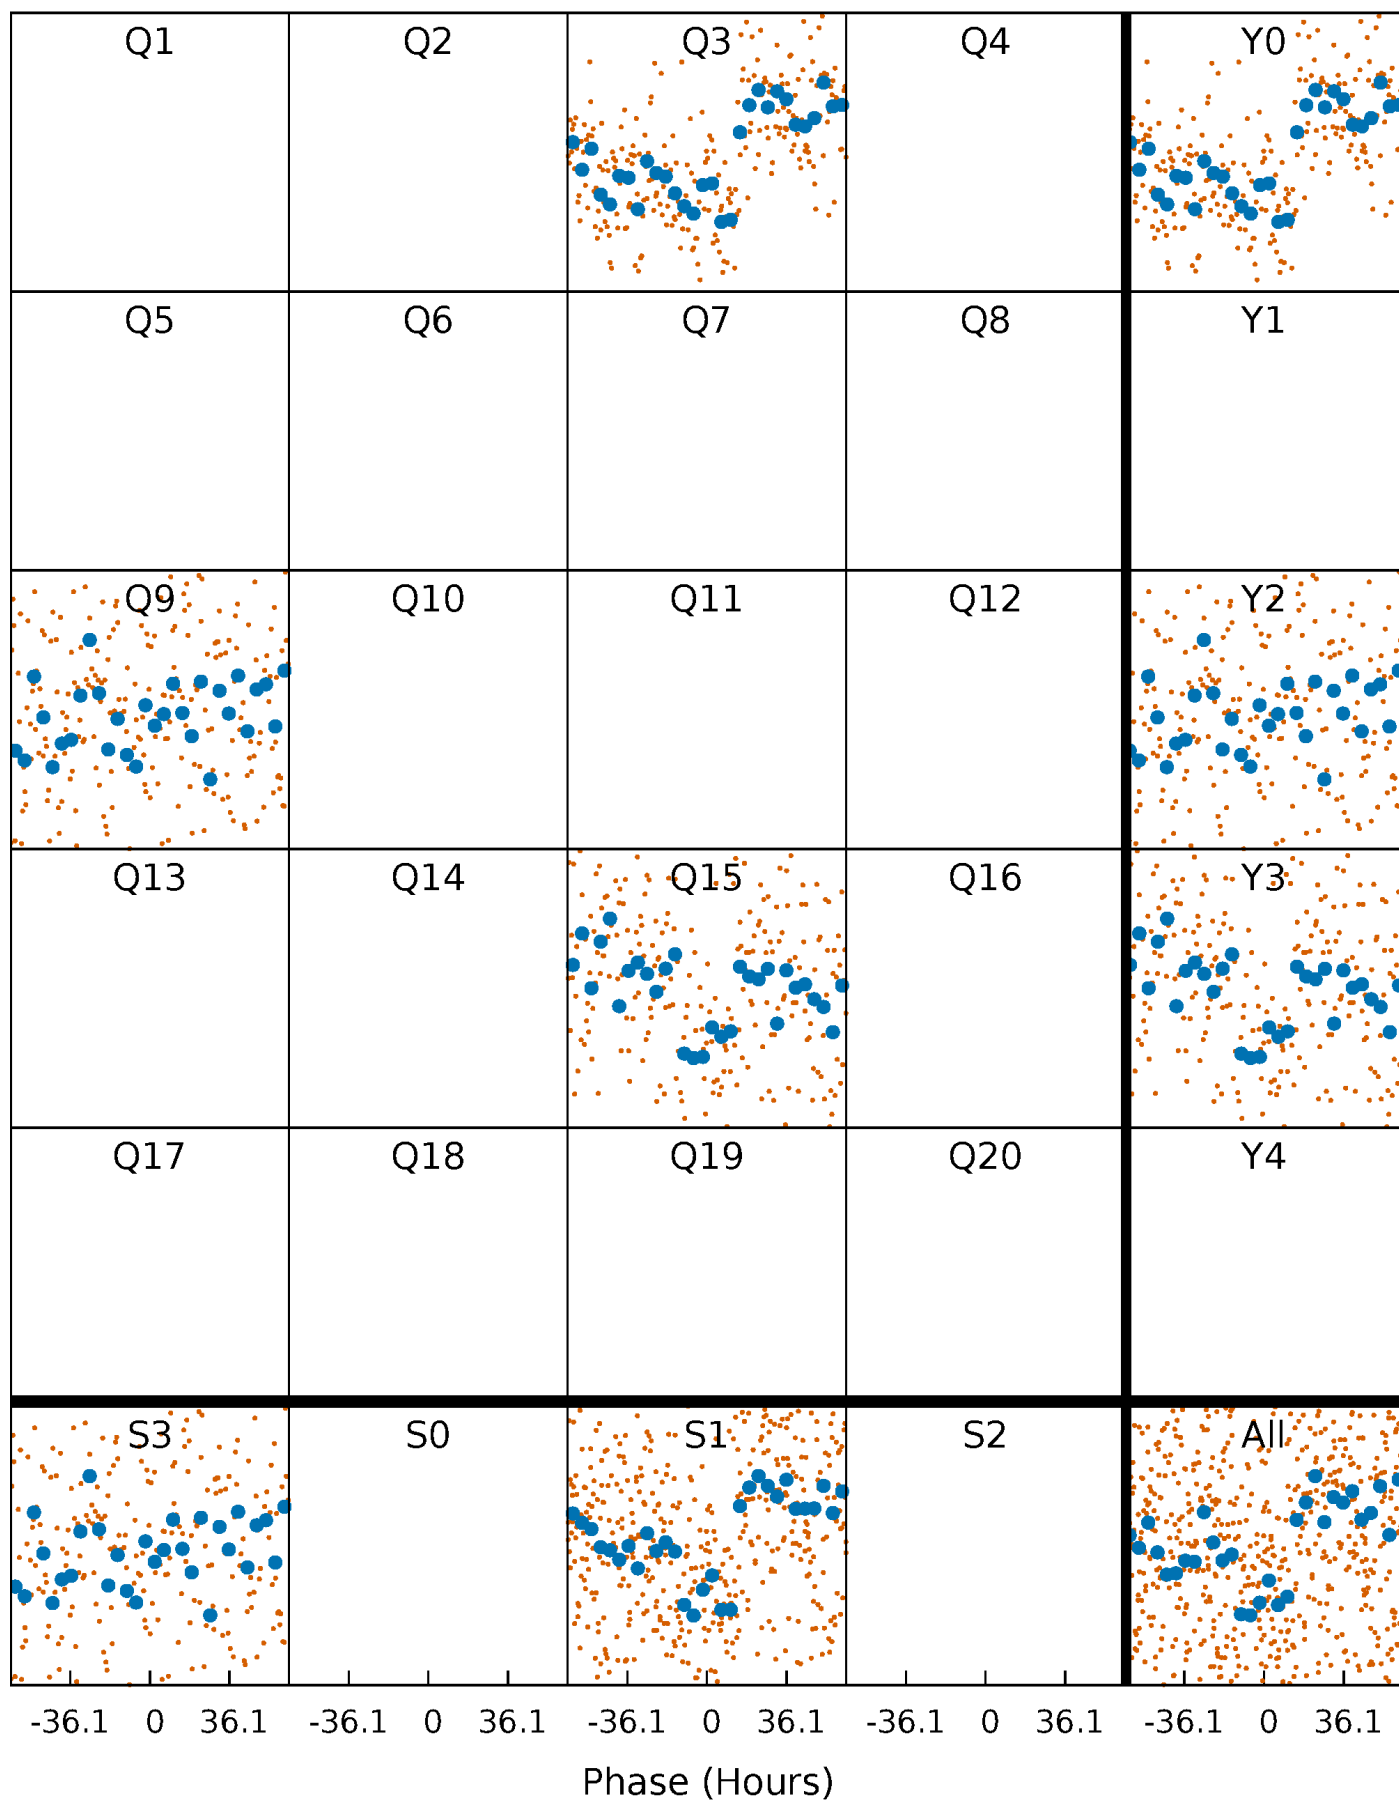 Q1 Q2 Q3 Q4 Y0
Q5 Q6 Q7 Q8 Y1
Q9 Q10 Q11 Q12 Y2
Q13 Q14 Q15 Q16 Y3
Q17 Q18 Q19 Q20 Y4
S3 S0 S1 S2 All
-36.1 0 36.1 -36.1 0 36.1 -36.1 0 36.1 -36.1 0 36.1 -36.1 0 36.1
Phase (Hours)